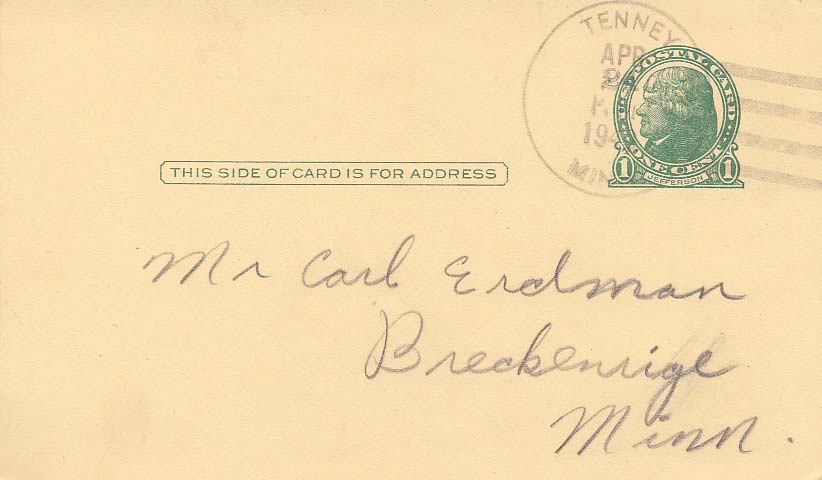 TENNEY
APR
U.S. POSTAL CARD
ONE CENT
1 JEFFERSON 1
THIS SIDE OF CARD IS FOR ADDRESS
Mr Carl Erdman
Breckenrige
Minn.